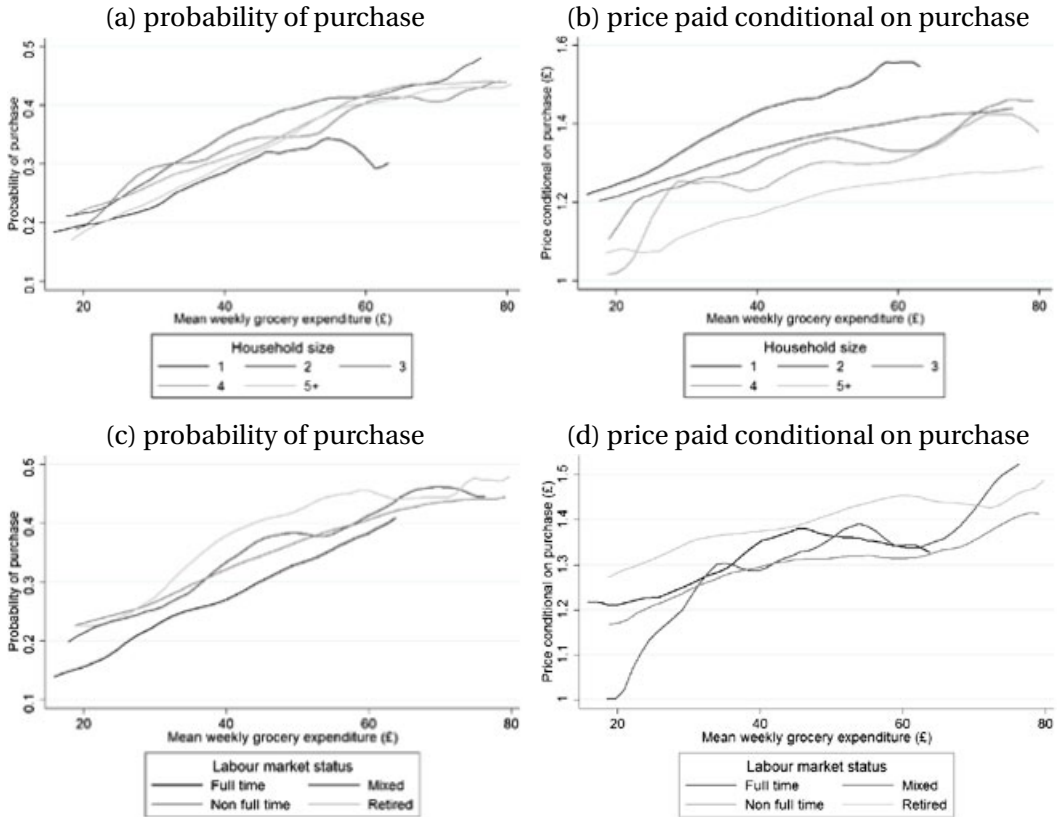 (a) probability of purchase
Probability of purchase
0.1 0.2 0.3 0.4 0.5
20 40 60 80
Mean weekly grocery expenditure (£)
Household size
1 2 3
4 5+
(b) price paid conditional on purchase
Price conditional on purchase (£)
1 1.2 1.4 1.6
20 40 60 80
Mean weekly grocery expenditure (£)
Household size
1 2 3
4 5+
(c) probability of purchase
Probability of purchase
0.1 0.2 0.3 0.4 0.5
20 40 60 80
Mean weekly grocery expenditure (£)
Labour market status
Full time Mixed
Non full time Retired
(d) price paid conditional on purchase
Price conditional on purchase (£)
1 1.1 1.2 1.3 1.4 1.5
20 40 60 80
Mean weekly grocery expenditure (£)
Labour market status
Full time Mixed
Non full time Retired